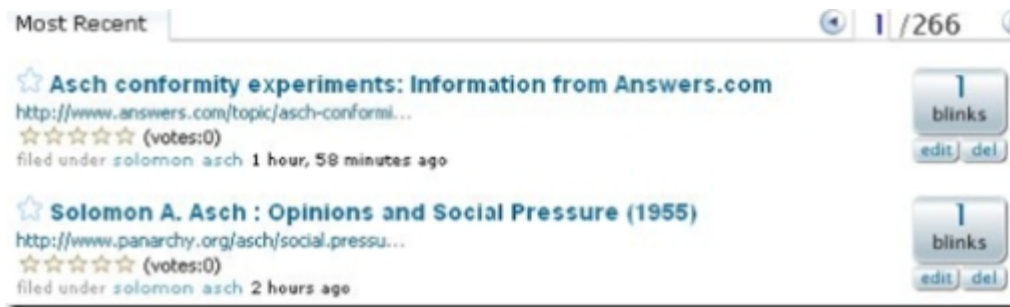 Most Recent
1 /266
Asch conformity experiments: Information from Answers.com
http://www.answers.com/topic/asch-conformi...
(votes:0)
filed under solomon asch 1 hour, 58 minutes ago
1
blinks
edit del
Solomon A. Asch : Opinions and Social Pressure (1955)
http://www.panarchy.org/asch/social.pressu...
(votes:0)
filed under solomon asch 2 hours ago
1
blinks
edit del